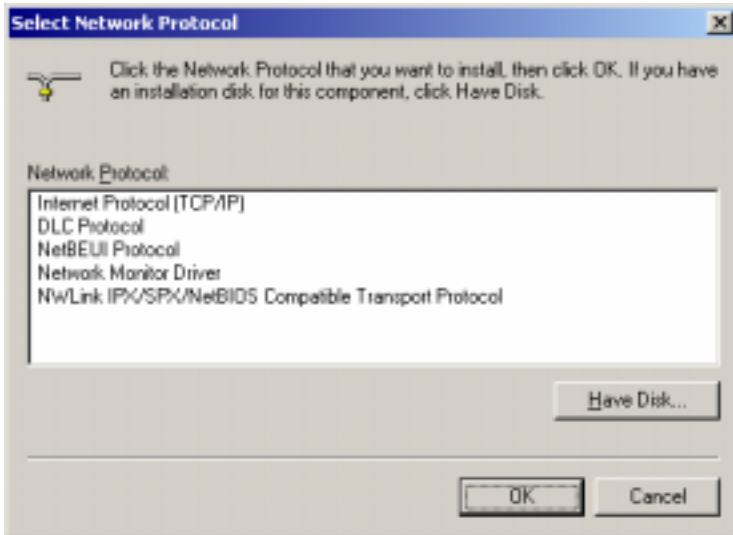 Select Network Protocol
Click the Network Protocol that you want to install, then click OK. If you have
an installation disk for this component, click Have Disk.
Network Protocol:
Internet Protocol (TCP/IP)
DLC Protocol
NetBEUI Protocol
Network Monitor Driver
NWLink IPX/SPX/NetBIOS Compatible Transport Protocol
Have Disk...
OK
Cancel